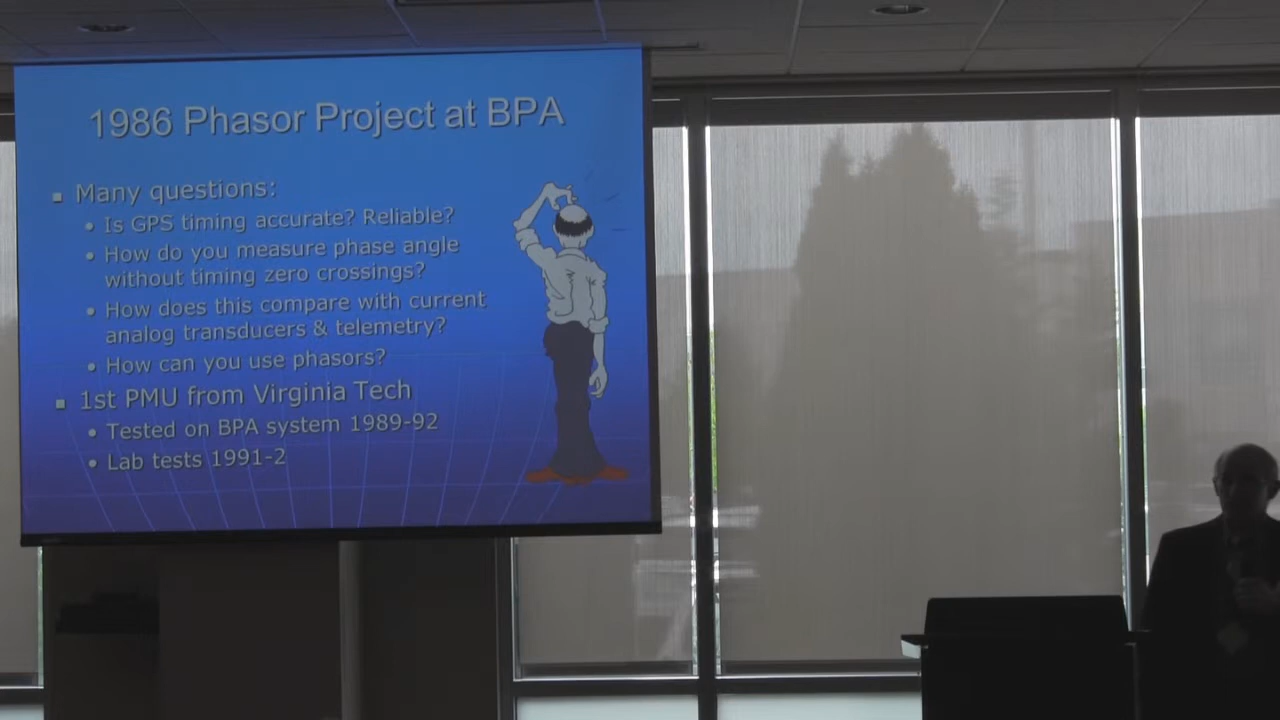 1986 Phasor Project at BPA
Many questions:
Is GPS timing accurate? Reliable?
How do you measure phase angle
without timing zero crossings?
How does this compare with current
analog transducers & telemetry?
How can you use phasors?
1st PMU from Virginia Tech
Tested on BPA system 1989-92
Lab tests 1991-2